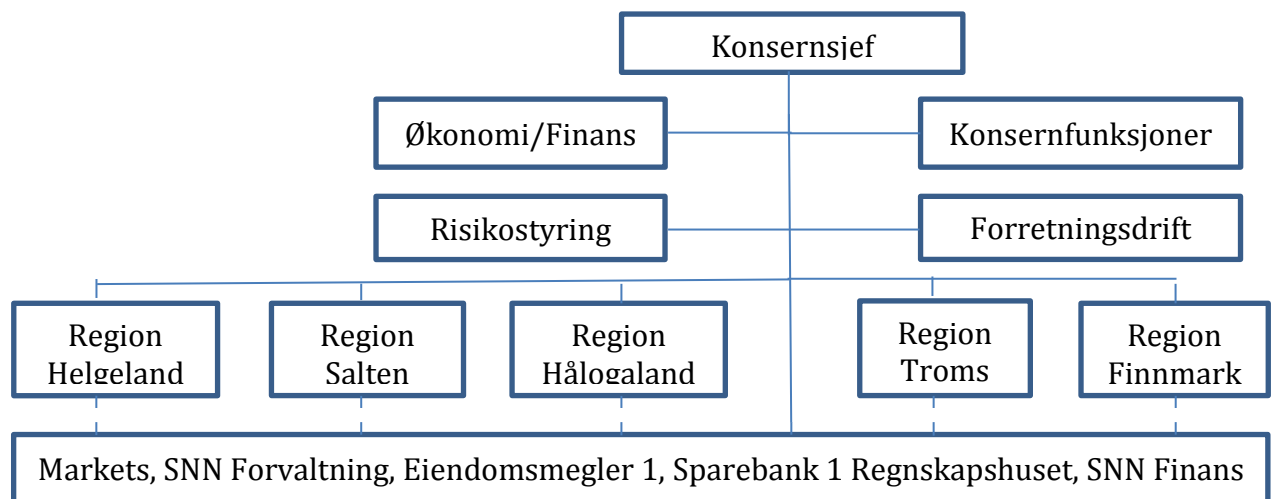 Konsernsjef
Økonomi/Finans
Konsernfunksjoner
Risikostyring
Forretningsdrift
Region
Helgeland
Region
Salten
Region
Hålogaland
Region
Troms
Region
Finnmark
Markets, SNN Forvaltning, Eiendomsmegler 1, Sparebank 1 Regnskapshuset, SNN Finans